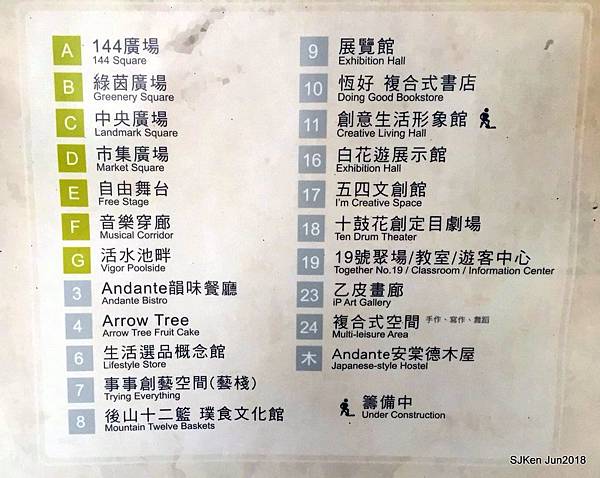 A 144廣場
144 Square
B 綠茵廣場
Greenery Square
C 中央廣場
Landmark Square
D 市集廣場
Market Square
E 自由舞台
Free Stage
F 音樂穿廊
Musical Corridor
G 活水池畔
Vigor Poolside
3 Andante韻味餐廳
Andante Bistro
4 Arrow Tree
Arrow Tree Fruit Cake
6 生活選品概念館
Lifestyle Store
7 事事創藝空間(藝棧)
Trying Everything
8 後山十二籃 璞食文化館
Mountain Twelve Baskets
9 展覽館
Exhibition Hall
10 恆好 複合式書店
Doing Good Bookstore
11 創意生活形象館
Creative Living Hall
16 白花遊展示館
Exhibition Hall
17 五四文創館
I'm Creative Space
18 十鼓花創定目劇場
Ten Drum Theater
19 19號聚場/教室/遊客中心
Together No.19 / Classroom / Information Center
23 乙皮畫廊
iP Art Gallery
24 複合式空間 手作、寫作、舞蹈
Multi-leisure Area
木 Andante安棠德木屋
Japanese-style Hostel
籌備中
Under Construction
SJKen Jun2018